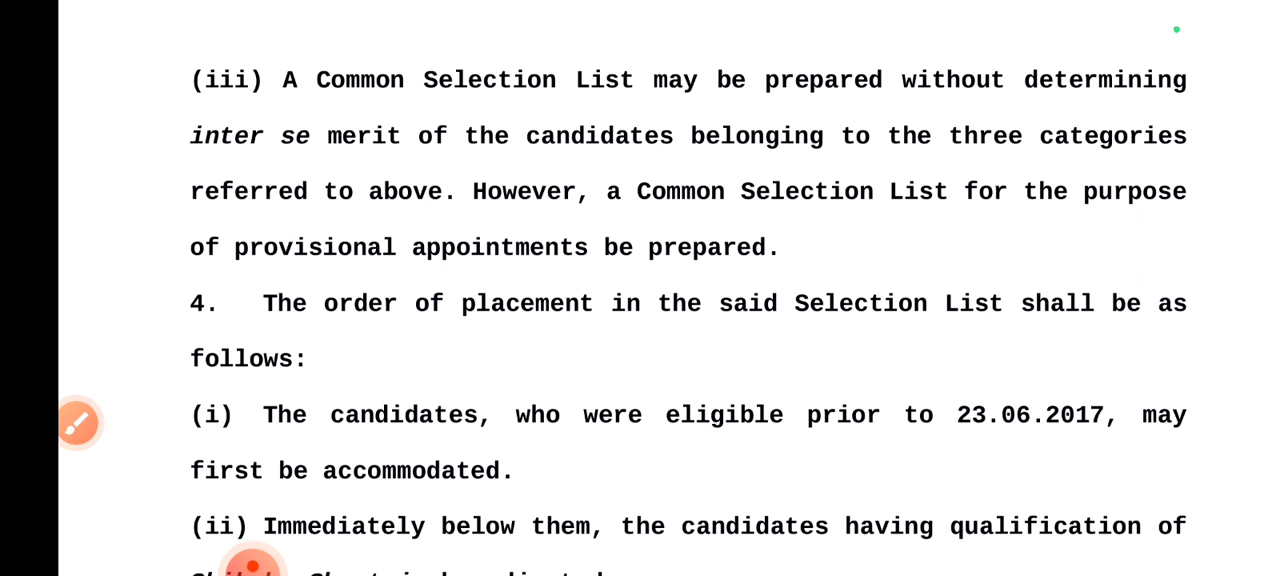 (iii) A Common Selection List may be prepared without determining
inter se merit of the candidates belonging to the three categories
referred to above. However, a Common Selection List for the purpose
of provisional appointments be prepared.
4. The order of placement in the said Selection List shall be as
follows:
(i) The candidates, who were eligible prior to 23.06.2017, may
first be accommodated.
(ii) Immediately below them, the candidates having qualification of